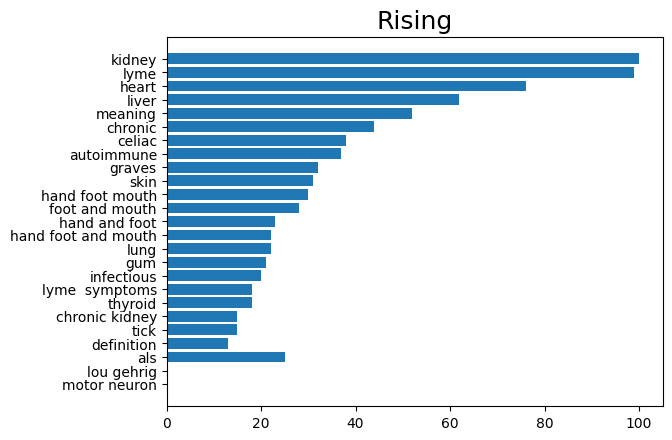 Rising
kidney
lyme
heart
liver
meaning
chronic
celiac
autoimmune
graves
skin
hand foot mouth
foot and mouth
hand and foot
hand foot and mouth
lung
gum
infectious
lyme  symptoms
thyroid
chronic kidney
tick
definition
als
lou gehrig
motor neuron
0 20 40 60 80 100